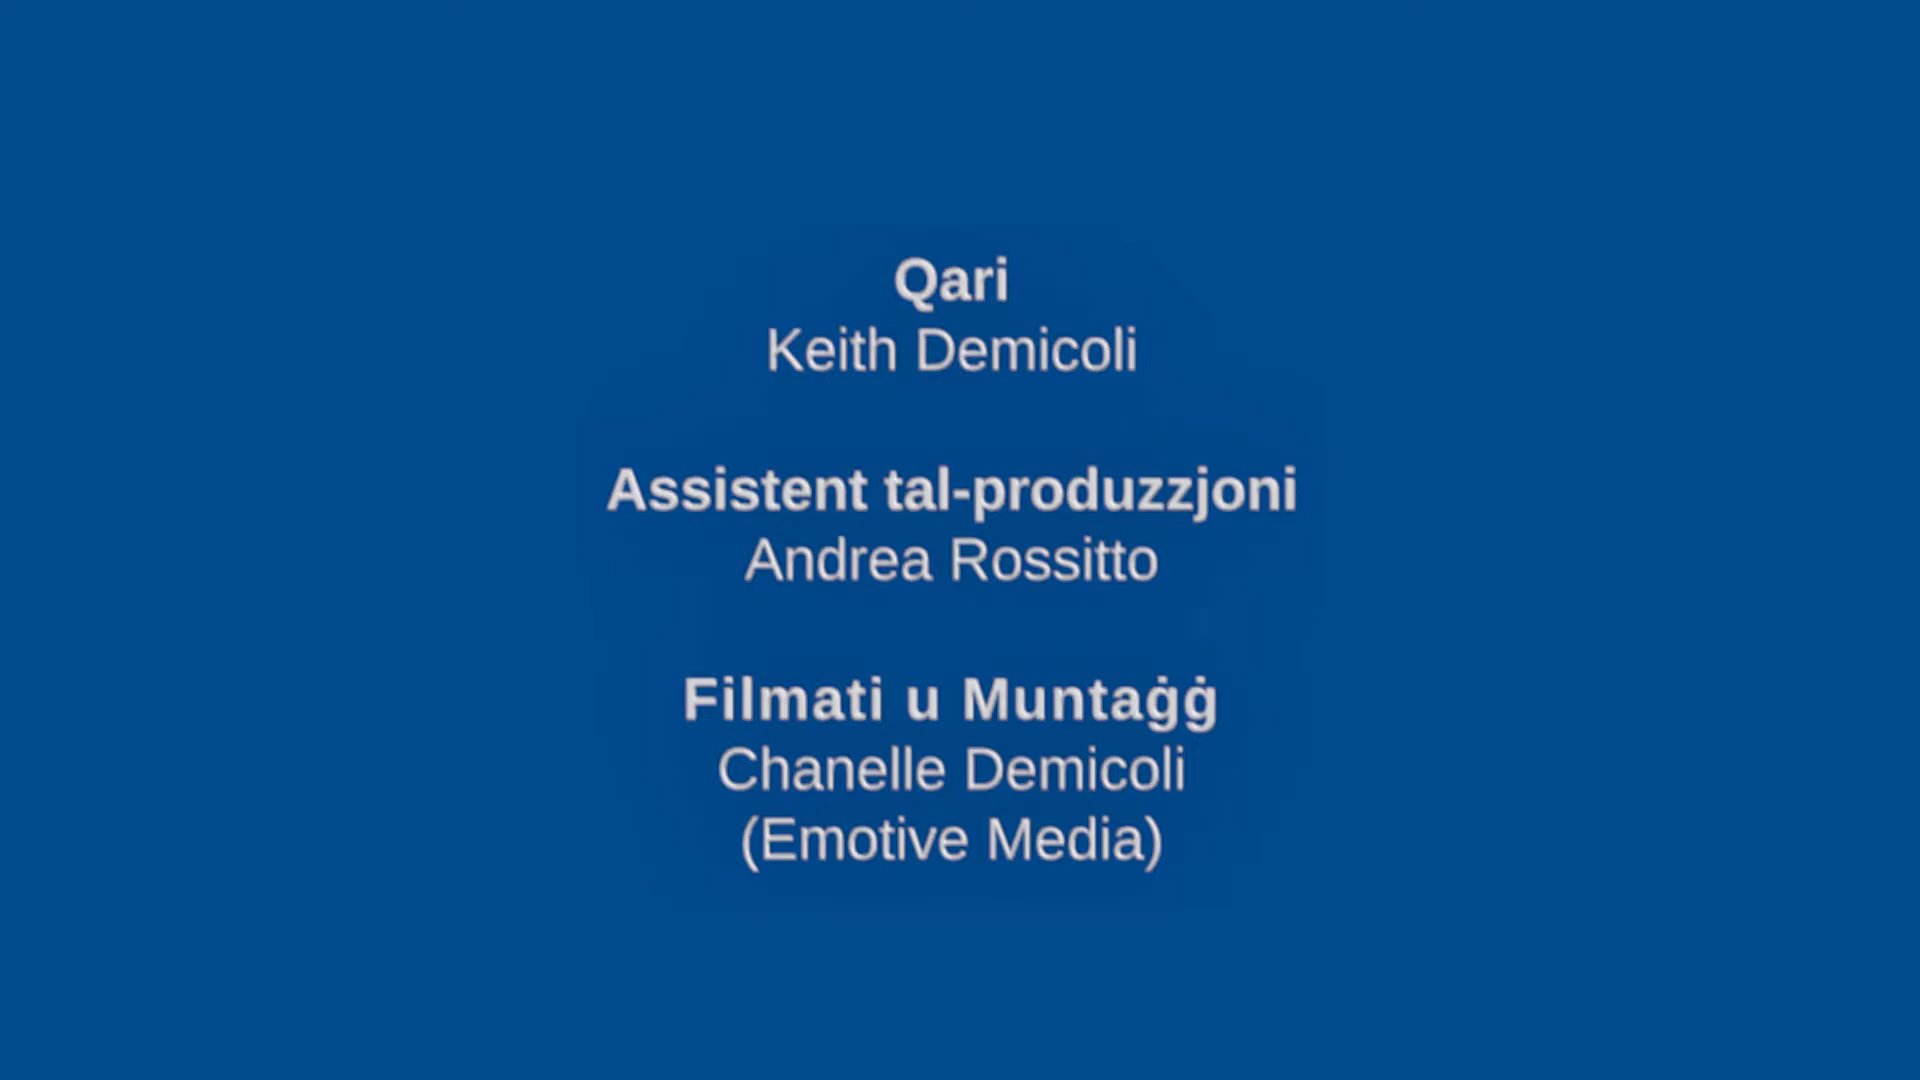 Qari
Keith Demicoli
Assistent tal-produzzjoni
Andrea Rossitto
Filmati u Muntaġġ
Chanelle Demicoli
(Emotive Media)